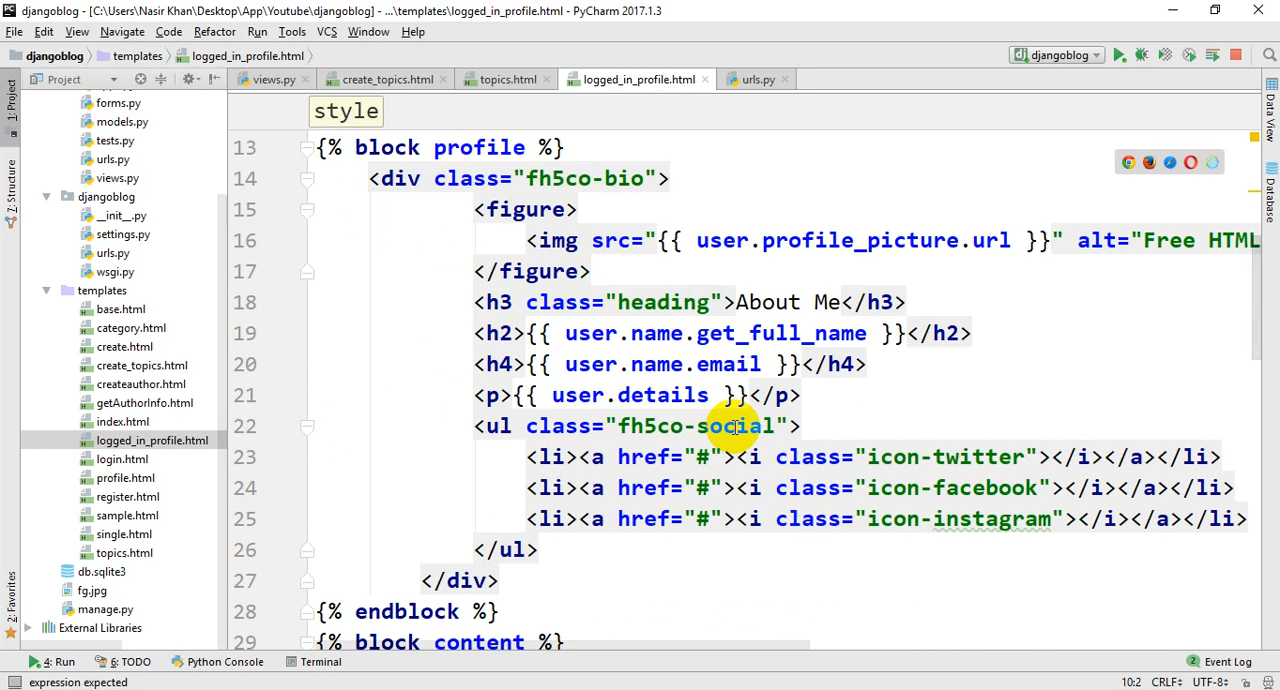 djangoblog - [C:\Users\Nasir Khan\Desktop\App\Youtube\djangoblog] - ...\templates\logged_in_profile.html - PyCharm 2017.1.3
File Edit View Navigate Code Refactor Run Tools VCS Window Help
djangoblog templates logged_in_profile.html djangoblog
Project views.py create_topics.html topics.html logged_in_profile.html urls.py
1: Project
7: Structure
2: Favorites
forms.py
models.py
tests.py
urls.py
views.py
djangoblog
__init__.py
settings.py
urls.py
wsgi.py
templates
base.html
category.html
create.html
create_topics.html
createauthor.html
getAuthorInfo.html
index.html
logged_in_profile.html
login.html
profile.html
register.html
sample.html
single.html
topics.html
db.sqlite3
fg.jpg
manage.py
External Libraries
style
13 {% block profile %}
14 <div class="fh5co-bio">
15 <figure>
16 <img src="{{ user.profile_picture.url }}" alt="Free HTML
17 </figure>
18 <h3 class="heading">About Me</h3>
19 <h2>{{ user.name.get_full_name }}</h2>
20 <h4>{{ user.name.email }}</h4>
21 <p>{{ user.details }}</p>
22 <ul class="fh5co-social">
23 <li><a href="#"><i class="icon-twitter"></i></a></li>
24 <li><a href="#"><i class="icon-facebook"></i></a></li>
25 <li><a href="#"><i class="icon-instagram"></i></a></li>
26 </ul>
27 </div>
28 {% endblock %}
29 {% block content %}
Data View
Database
4: Run 6: TODO Python Console Terminal 2 Event Log
expression expected 10:2 CRLF UTF-8